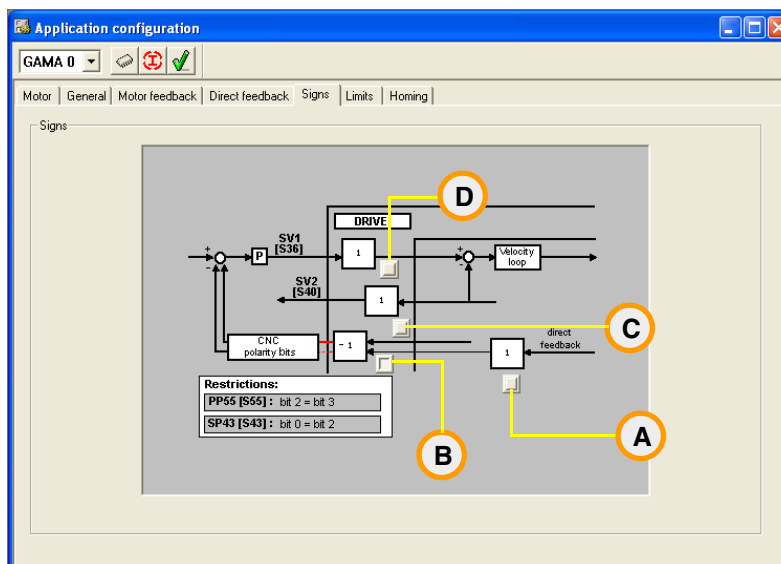 Application configuration
GAMA 0
Motor General Motor feedback Direct feedback Signs Limits Homing
Signs
D
DRIVE
SV1
[S36]
+
-
P
1
+
-
Velocity
loop
SV2
[S40]
1
C
CNC
polarity bits
- 1
direct
feedback
1
Restrictions:
PP55 [S55] : bit 2 = bit 3
SP43 [S43] : bit 0 = bit 2
B
A